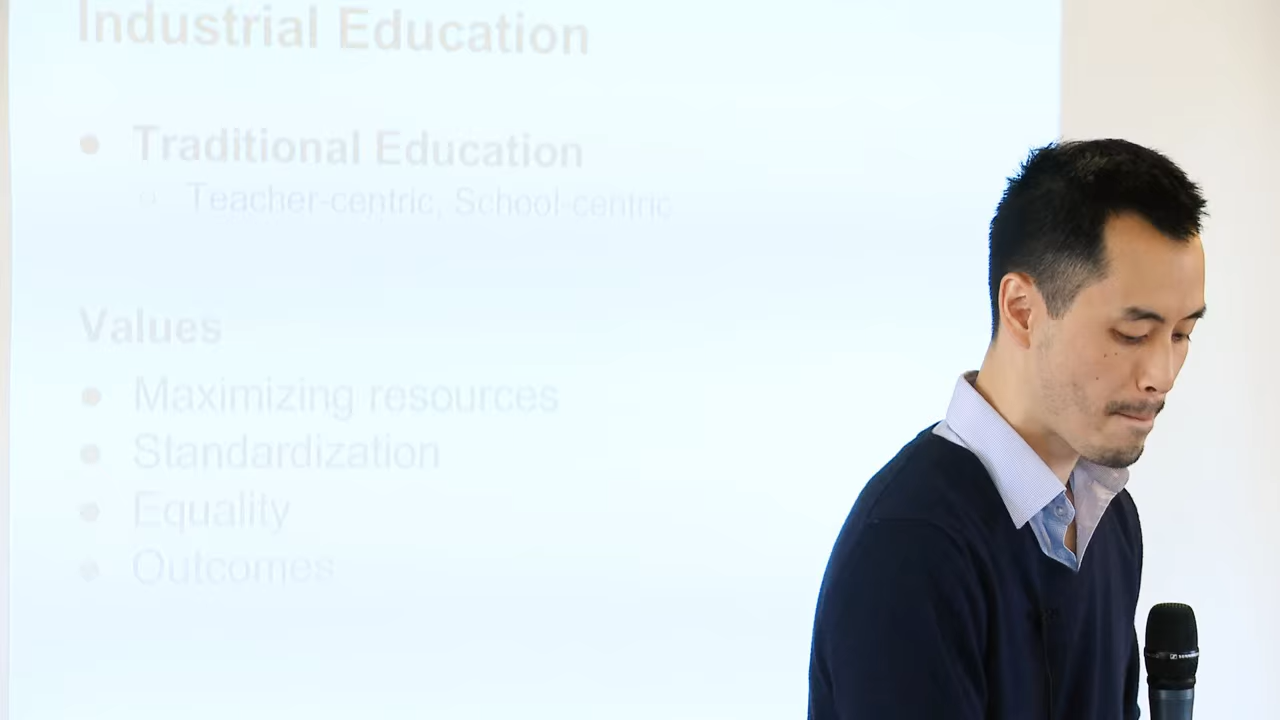 Industrial Education
● Traditional Education
○ Teacher-centric, School-centric
Values
● Maximizing resources
● Standardization
● Equality
● Outcomes